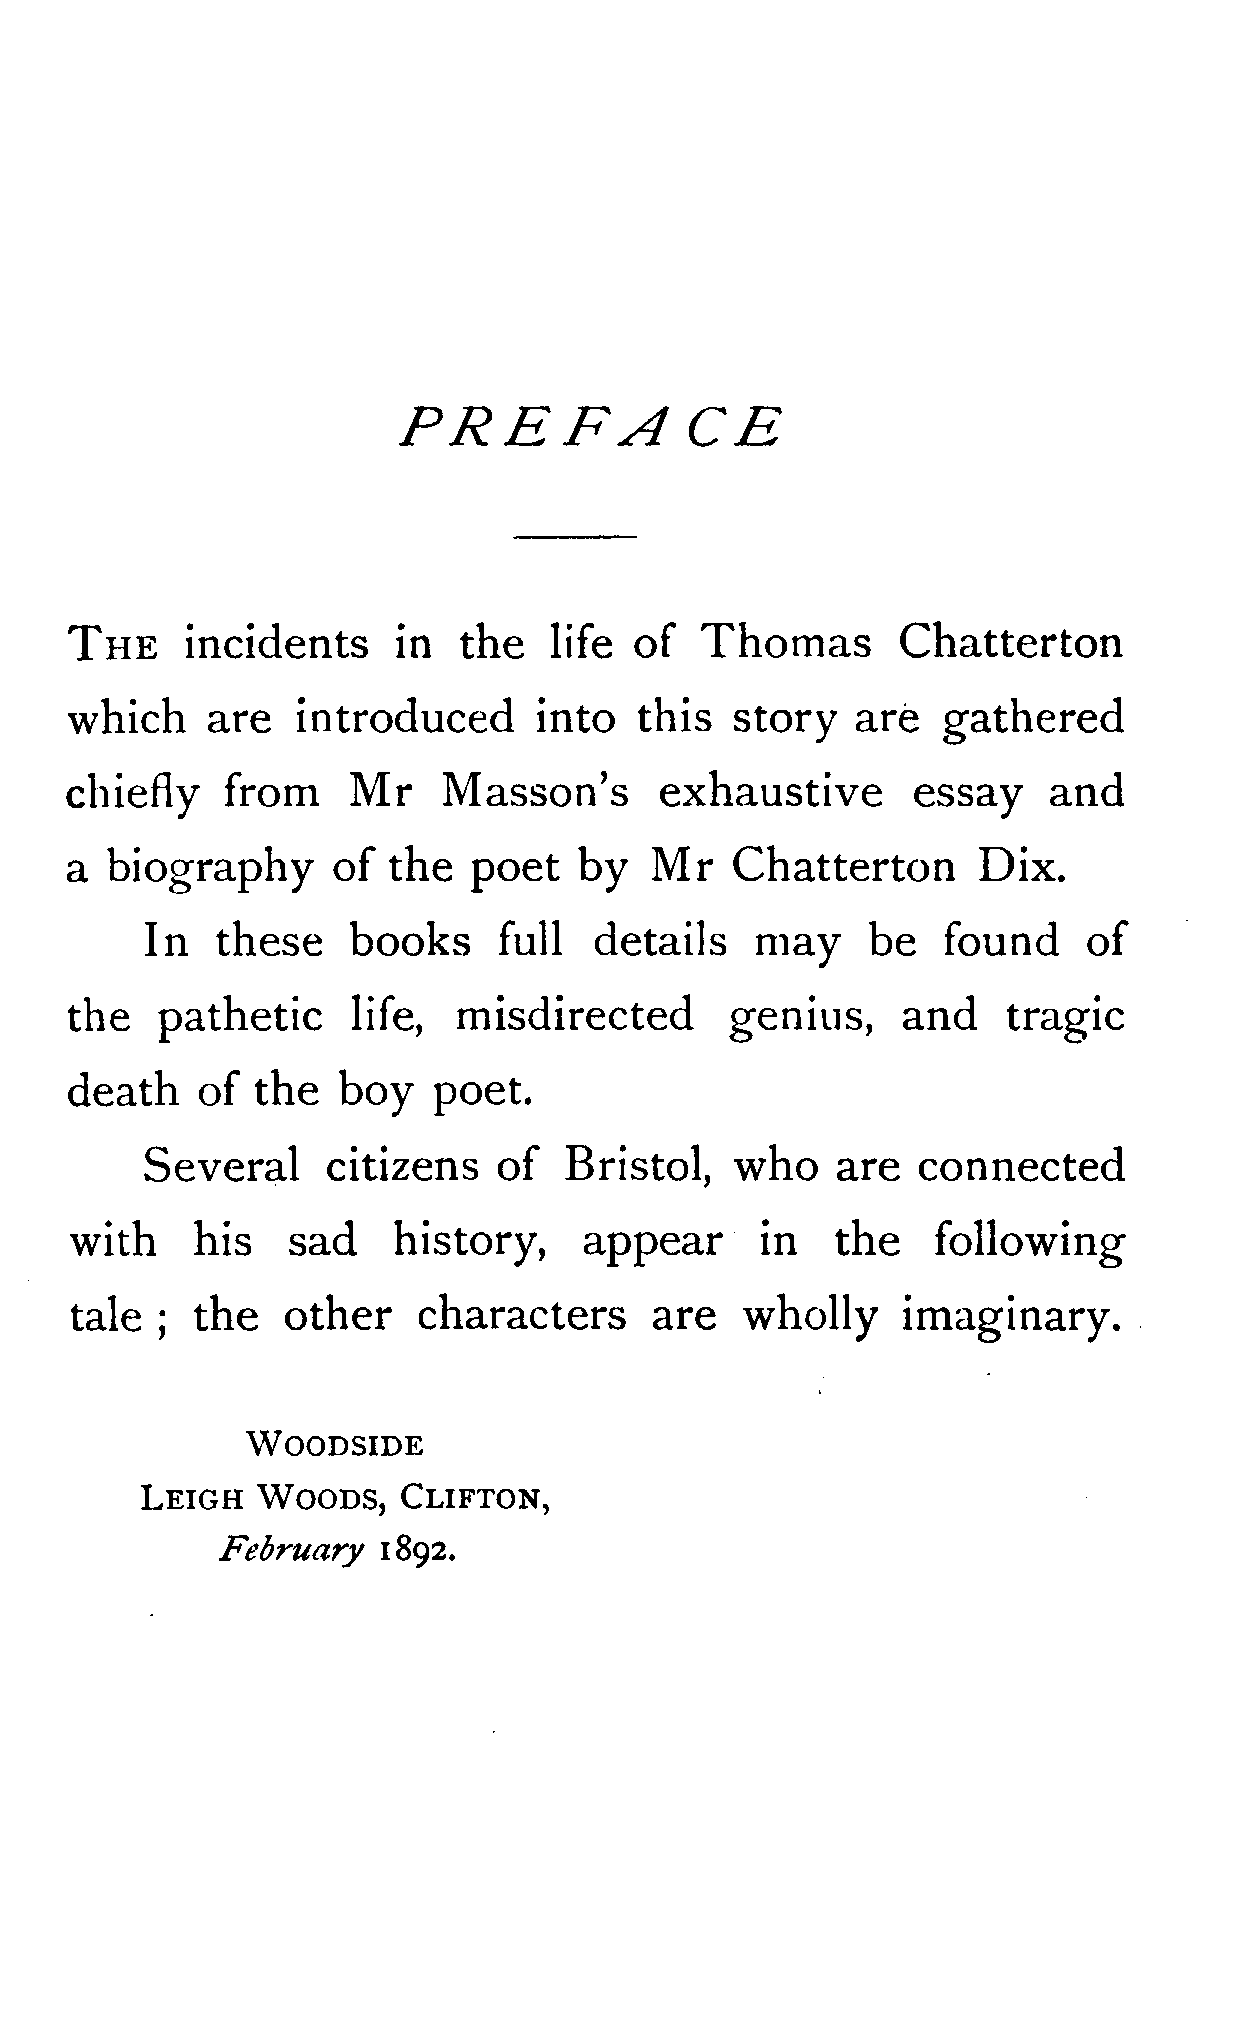 PREFACE
THE incidents in the life of Thomas Chatterton
which are introduced into this story are gathered
chiefly from Mr Masson's exhaustive essay and
a biography of the poet by Mr Chatterton Dix.
In these books full details may be found of
the pathetic life, misdirected genius, and tragic
death of the boy poet.
Several citizens of Bristol, who are connected
with his sad history, appear in the following
tale ; the other characters are wholly imaginary.
WOODSIDE
LEIGH WOODS, CLIFTON,
February 1892.